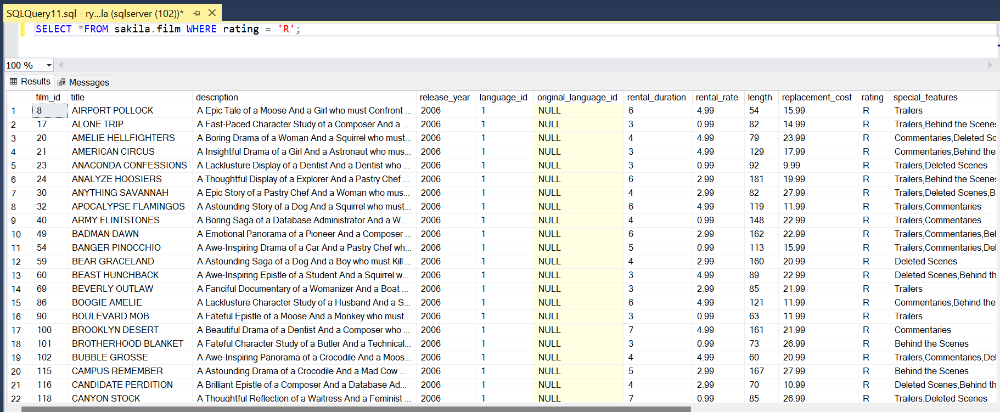 SQLQuery11.sql - ry...la (sqlserver (102))*
SELECT *FROM sakila.film WHERE rating = 'R';
100 %
Results Messages
film_id title description release_year language_id original_language_id rental_duration rental_rate length replacement_cost rating special_features
1 8 AIRPORT POLLOCK A Epic Tale of a Moose And a Girl who must Confront ... 2006 1 NULL 6 4.99 54 15.99 R Trailers
2 17 ALONE TRIP A Fast-Paced Character Study of a Composer And a ... 2006 1 NULL 3 0.99 82 14.99 R Trailers,Behind the Scenes
3 20 AMELIE HELLFIGHTERS A Boring Drama of a Woman And a Squirrel who must... 2006 1 NULL 4 4.99 79 23.99 R Commentaries,Deleted Sc
4 21 AMERICAN CIRCUS A Insightful Drama of a Girl And a Astronaut who mus... 2006 1 NULL 3 4.99 129 17.99 R Commentaries,Behind the
5 23 ANACONDA CONFESSIONS A Lacklusture Display of a Dentist And a Dentist who ... 2006 1 NULL 3 0.99 92 9.99 R Trailers,Deleted Scenes
6 24 ANALYZE HOOSIERS A Thoughtful Display of a Explorer And a Pastry Chef ... 2006 1 NULL 6 2.99 181 19.99 R Trailers,Behind the Scenes
7 30 ANYTHING SAVANNAH A Epic Story of a Pastry Chef And a Woman who mus... 2006 1 NULL 4 2.99 82 27.99 R Trailers,Deleted Scenes,B
8 32 APOCALYPSE FLAMINGOS A Astounding Story of a Dog And a Squirrel who must... 2006 1 NULL 6 4.99 119 11.99 R Trailers,Commentaries
9 40 ARMY FLINTSTONES A Boring Saga of a Database Administrator And a W... 2006 1 NULL 4 0.99 148 22.99 R Trailers,Commentaries
10 49 BADMAN DAWN A Emotional Panorama of a Pioneer And a Composer ... 2006 1 NULL 6 2.99 162 22.99 R Trailers,Commentaries,Beh
11 54 BANGER PINOCCHIO A Awe-Inspiring Drama of a Car And a Pastry Chef wh... 2006 1 NULL 5 0.99 113 15.99 R Trailers,Commentaries,Del
12 59 BEAR GRACELAND A Astounding Saga of a Dog And a Boy who must Kill ... 2006 1 NULL 4 2.99 160 20.99 R Deleted Scenes
13 60 BEAST HUNCHBACK A Awe-Inspiring Epistle of a Student And a Squirrel w... 2006 1 NULL 3 4.99 89 22.99 R Deleted Scenes,Behind th
14 69 BEVERLY OUTLAW A Fanciful Documentary of a Womanizer And a Boat ... 2006 1 NULL 3 2.99 85 21.99 R Trailers
15 86 BOOGIE AMELIE A Lacklusture Character Study of a Husband And a S... 2006 1 NULL 6 4.99 121 11.99 R Commentaries,Behind the
16 90 BOULEVARD MOB A Fateful Epistle of a Moose And a Monkey who must... 2006 1 NULL 3 0.99 63 11.99 R Trailers
17 100 BROOKLYN DESERT A Beautiful Drama of a Dentist And a Composer who ... 2006 1 NULL 7 4.99 161 21.99 R Commentaries
18 101 BROTHERHOOD BLANKET A Fateful Character Study of a Butler And a Technical... 2006 1 NULL 3 0.99 73 26.99 R Behind the Scenes
19 102 BUBBLE GROSSE A Awe-Inspiring Panorama of a Crocodile And a Moos... 2006 1 NULL 4 4.99 60 20.99 R Trailers,Commentaries,Del
20 115 CAMPUS REMEMBER A Astounding Drama of a Crocodile And a Mad Cow ... 2006 1 NULL 5 2.99 167 27.99 R Behind the Scenes
21 116 CANDIDATE PERDITION A Brilliant Epistle of a Composer And a Database Ad... 2006 1 NULL 4 2.99 70 10.99 R Deleted Scenes,Behind th
22 118 CANYON STOCK A Thoughtful Reflection of a Waitress And a Feminist ... 2006 1 NULL 7 0.99 85 26.99 R Trailers,Deleted Scenes